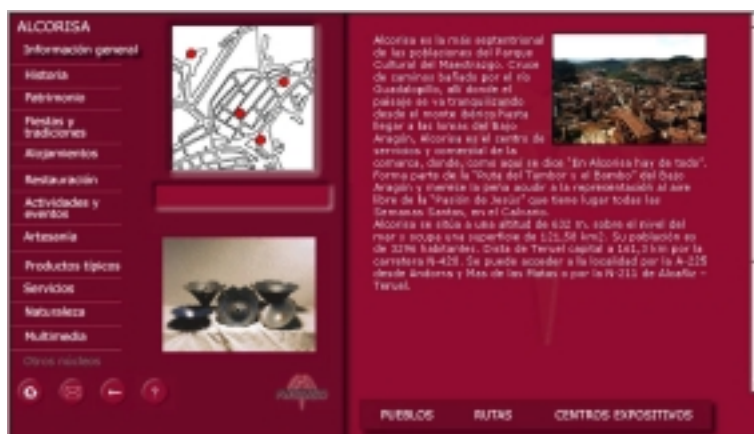 ALCORISA
Información general
Historia
Patrimonio
Fiestas y
tradiciones
Alojamientos
Restauración
Actividades y
eventos
Artesanía
Productos típicos
Servicios
Naturaleza
Multimedia
Otros núcleos
Alcorisa es la más septentrional
de las poblaciones del Parque
Cultural del Maestrazgo. Cruce
de caminos bañado por el río
Guadalopillo, allí donde el
paisaje se va tranquilizando
desde el monte ibérico hasta
llegar a las lomas del Bajo
Aragón, Alcorisa es el centro de
servicios y comercial de la
comarca, donde, como aquí se dice "En Alcorisa hay de todo".
Forma parte de la "Ruta del Tambor y el Bombo" del Bajo
Aragón y merece la pena acudir a la representación al aire
libre de la "Pasión de Jesús" que tiene lugar todas las
Semanas Santas, en el Calvario.
Alcorisa se sitúa a una altitud de 632 m. sobre el nivel del
mar y ocupa una superficie de 121,58 km2. Su población es
de 3296 habitantes. Dista de Teruel capital a 161,3 km por la
carretera N-420. Se puede acceder a la localidad por la A-225
desde Andorra y Mas de las Matas o por la N-211 de Alcañiz –
Teruel.
PUEBLOS RUTAS CENTROS EXPOSITIVOS